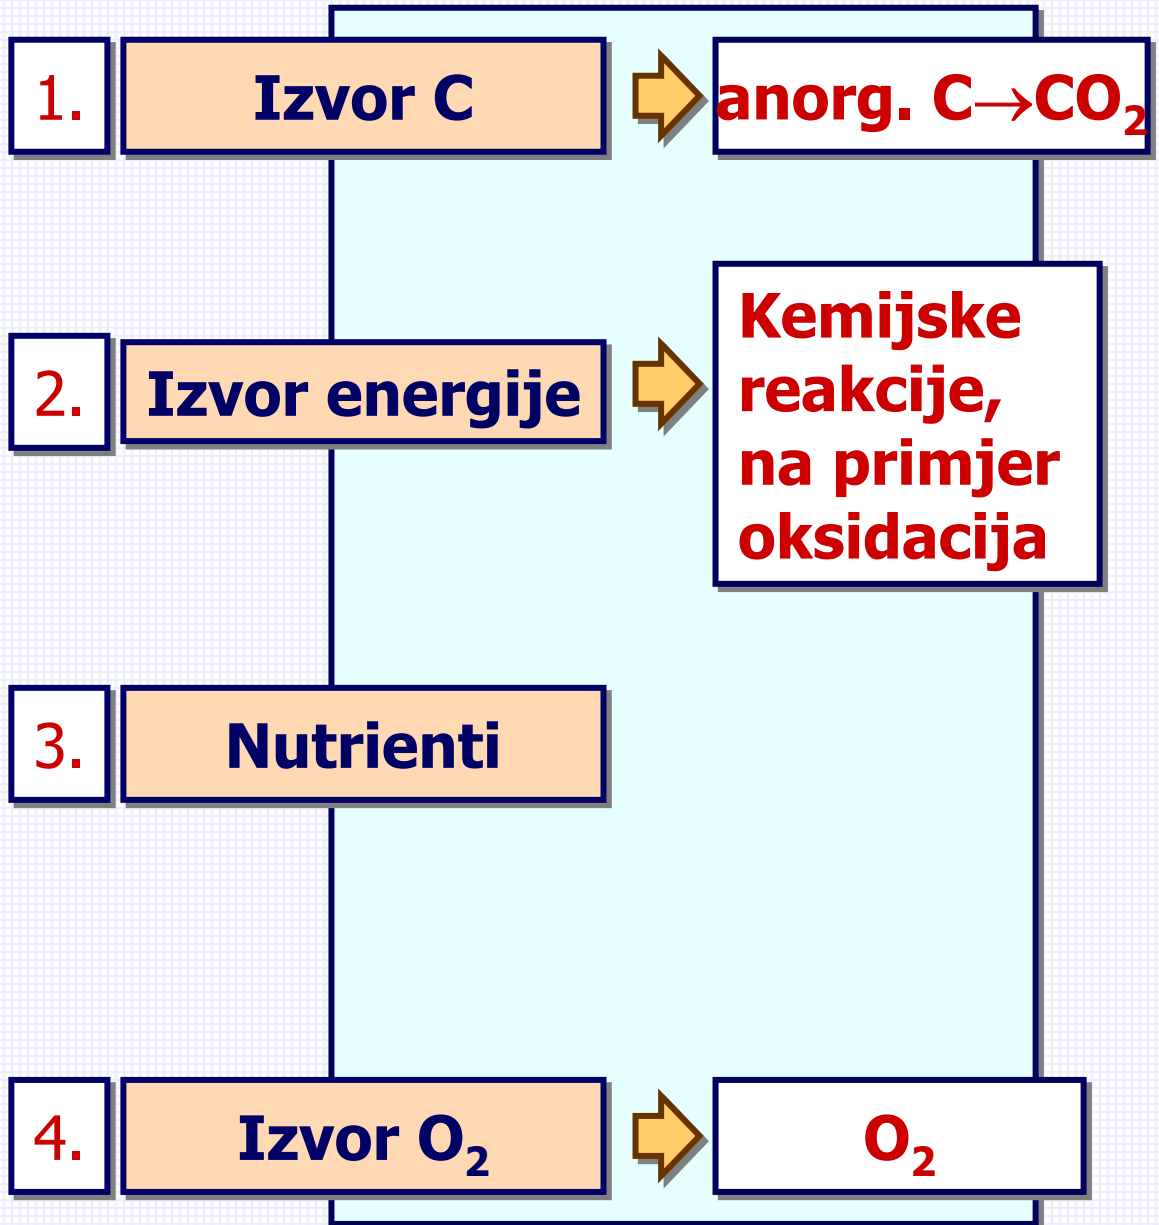 1. Izvor C anorg. C→CO₂
2. Izvor energije Kemijske
reakcije,
na primjer
oksidacija
3. Nutrienti
4. Izvor O₂ O₂